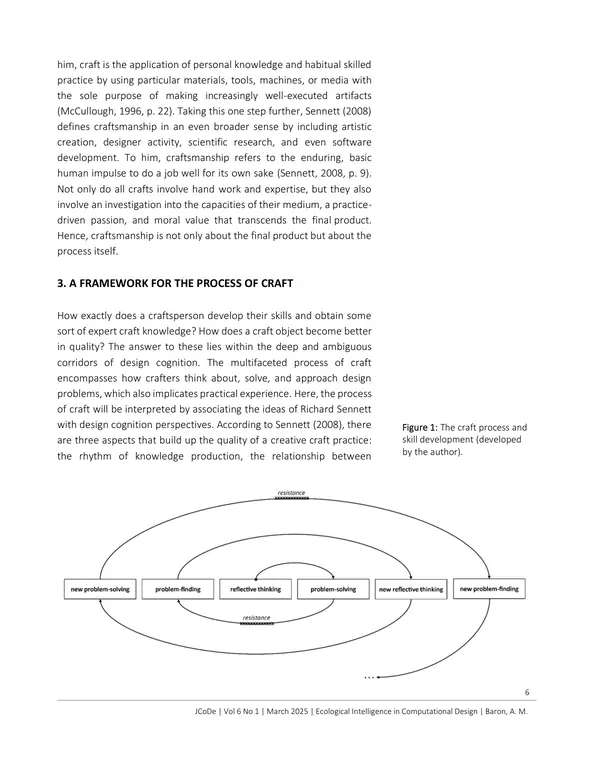 him, craft is the application of personal knowledge and habitual skilled
practice by using particular materials, tools, machines, or media with
the sole purpose of making increasingly well-executed artifacts
(McCullough, 1996, p. 22). Taking this one step further, Sennett (2008)
defines craftsmanship in an even broader sense by including artistic
creation, designer activity, scientific research, and even software
development. To him, craftsmanship refers to the enduring, basic
human impulse to do a job well for its own sake (Sennett, 2008, p. 9).
Not only do all crafts involve hand work and expertise, but they also
involve an investigation into the capacities of their medium, a practice-
driven passion, and moral value that transcends the final product.
Hence, craftsmanship is not only about the final product but about the
process itself.
3. A FRAMEWORK FOR THE PROCESS OF CRAFT
How exactly does a craftsperson develop their skills and obtain some
sort of expert craft knowledge? How does a craft object become better
in quality? The answer to these lies within the deep and ambiguous
corridors of design cognition. The multifaceted process of craft
encompasses how crafters think about, solve, and approach design
problems, which also implicates practical experience. Here, the process
of craft will be interpreted by associating the ideas of Richard Sennett
with design cognition perspectives. According to Sennett (2008), there
are three aspects that build up the quality of a creative craft practice:
the rhythm of knowledge production, the relationship between
Figure 1: The craft process and
skill development (developed
by the author).
resistance
new problem-solving
problem-finding
reflective thinking
problem-solving
new reflective thinking
new problem-finding
resistance
...
6
JCoDe | Vol 6 No 1 | March 2025 | Ecological Intelligence in Computational Design | Baron, A. M.